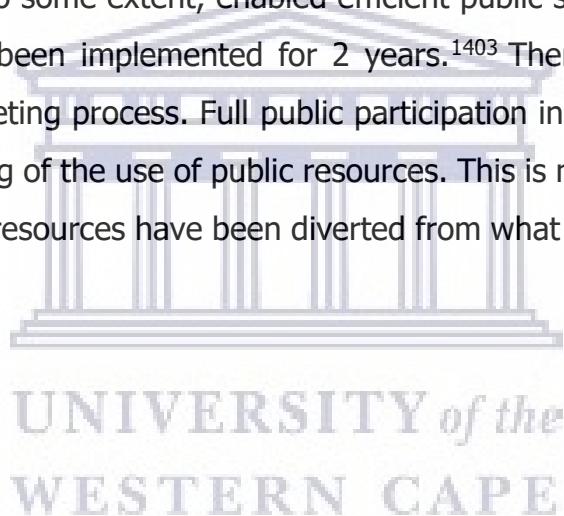 o some extent, enabled efficient public s
been implemented for 2 years.¹⁴⁰³ Ther
eting process. Full public participation in
g of the use of public resources. This is n
resources have been diverted from what
UNIVERSITY of the
WESTERN CAPE